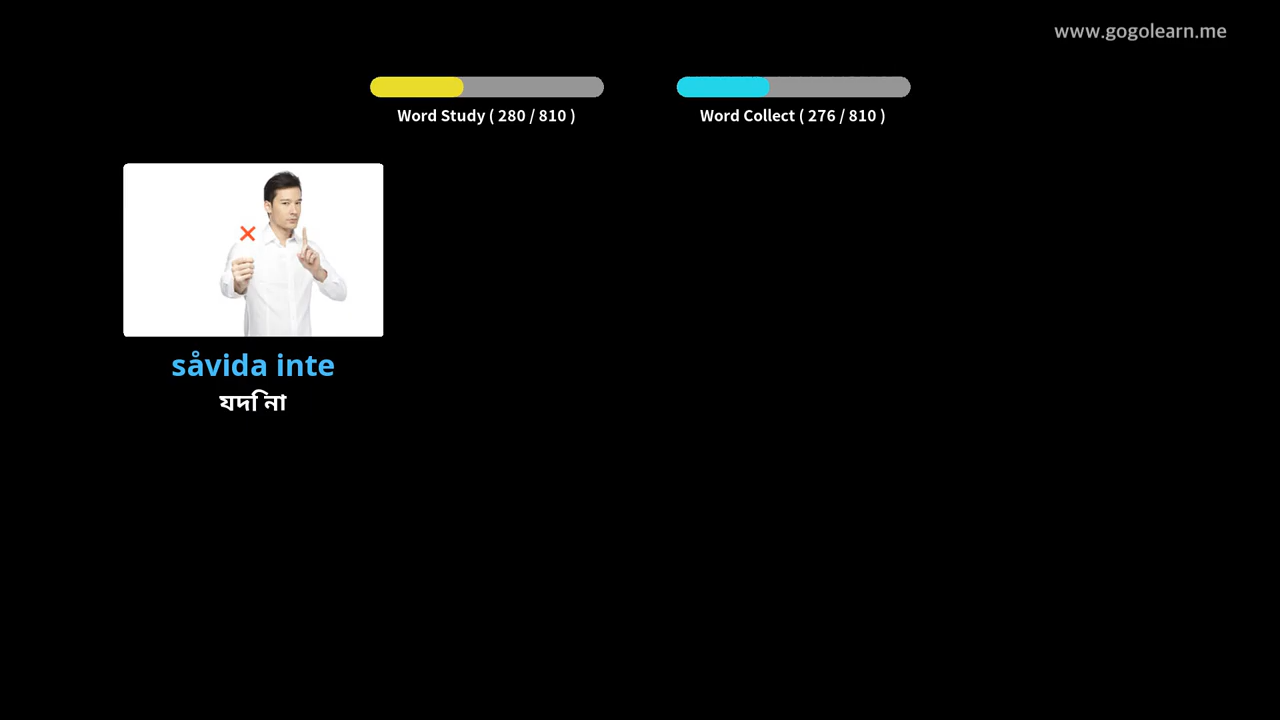 www.gogolearn.me
Word Study ( 280 / 810 )
Word Collect ( 276 / 810 )
såvida inte
যদি না